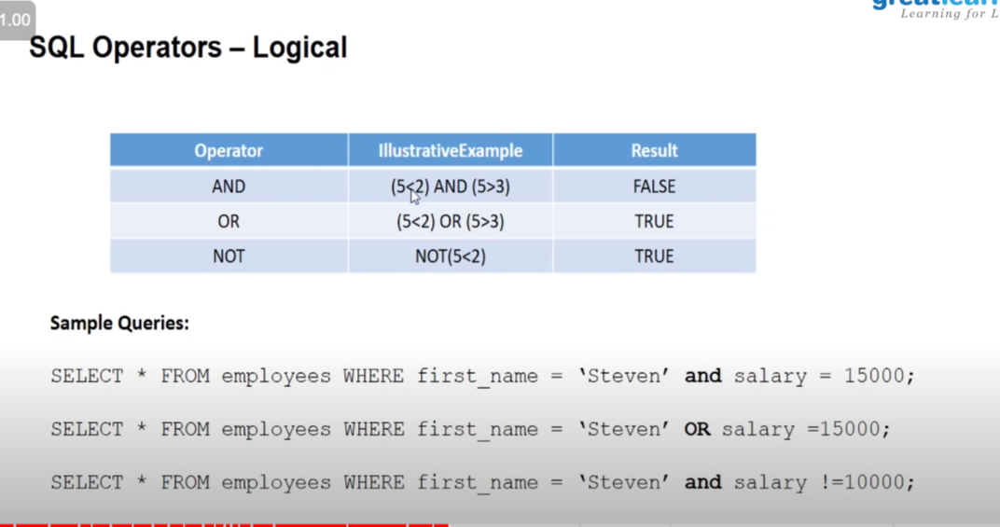 1.00
Learning for L
SQL Operators – Logical
Operator IllustrativeExample Result
AND (5<2) AND (5>3) FALSE
OR (5<2) OR (5>3) TRUE
NOT NOT(5<2) TRUE
Sample Queries:
SELECT * FROM employees WHERE first_name = ‘Steven’ and salary = 15000;
SELECT * FROM employees WHERE first_name = ‘Steven’ OR salary =15000;
SELECT * FROM employees WHERE first_name = ‘Steven’ and salary !=10000;